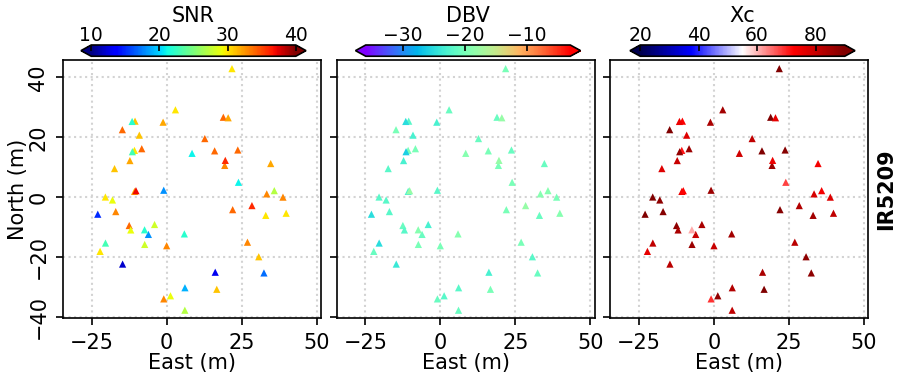 SNR DBV Xc
10 20 30 40 −30 −20 −10 20 40 60 80
North (m)
40
20
0
−20
−40
−25 0 25 50 −25 0 25 50 −25 0 25 50
East (m) East (m) East (m)
IR5209